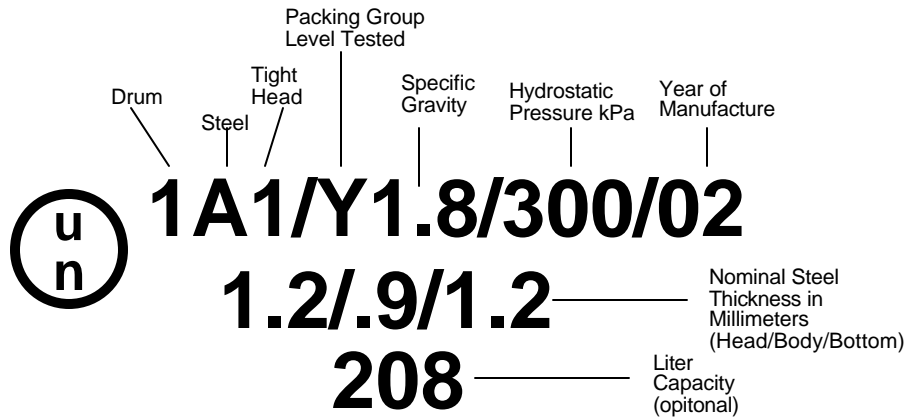 Packing Group
Level Tested
Drum
Steel
Tight
Head
Specific
Gravity
Hydrostatic
Pressure kPa
Year of
Manufacture
u
n
1A1/Y1.8/300/02
1.2/.9/1.2
Nominal Steel
Thickness in
Millimeters
(Head/Body/Bottom)
208
Liter
Capacity
(opitonal)